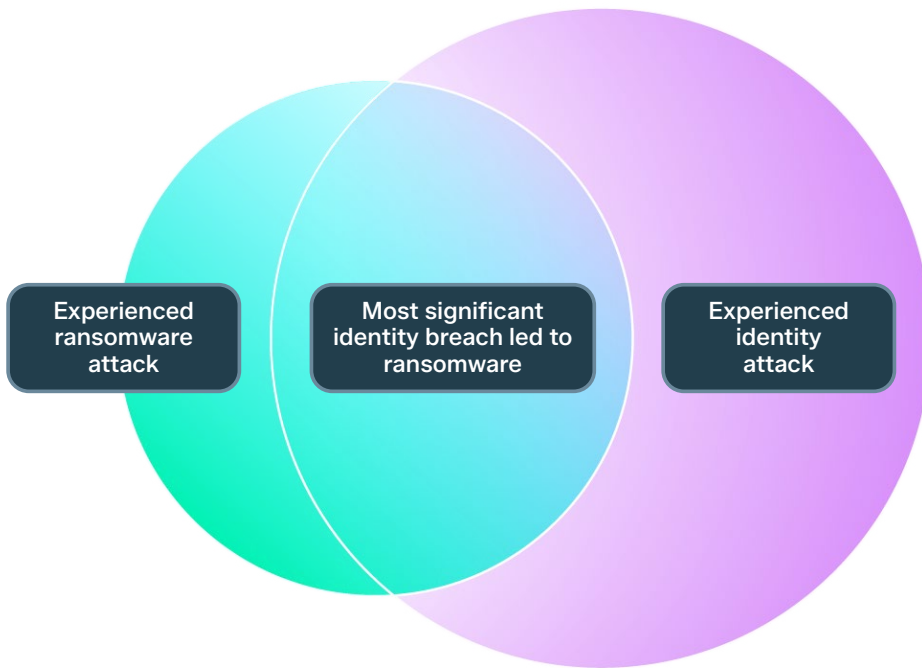 Experienced
ransomware
attack
Most significant
identity breach led to
ransomware
Experienced
identity
attack